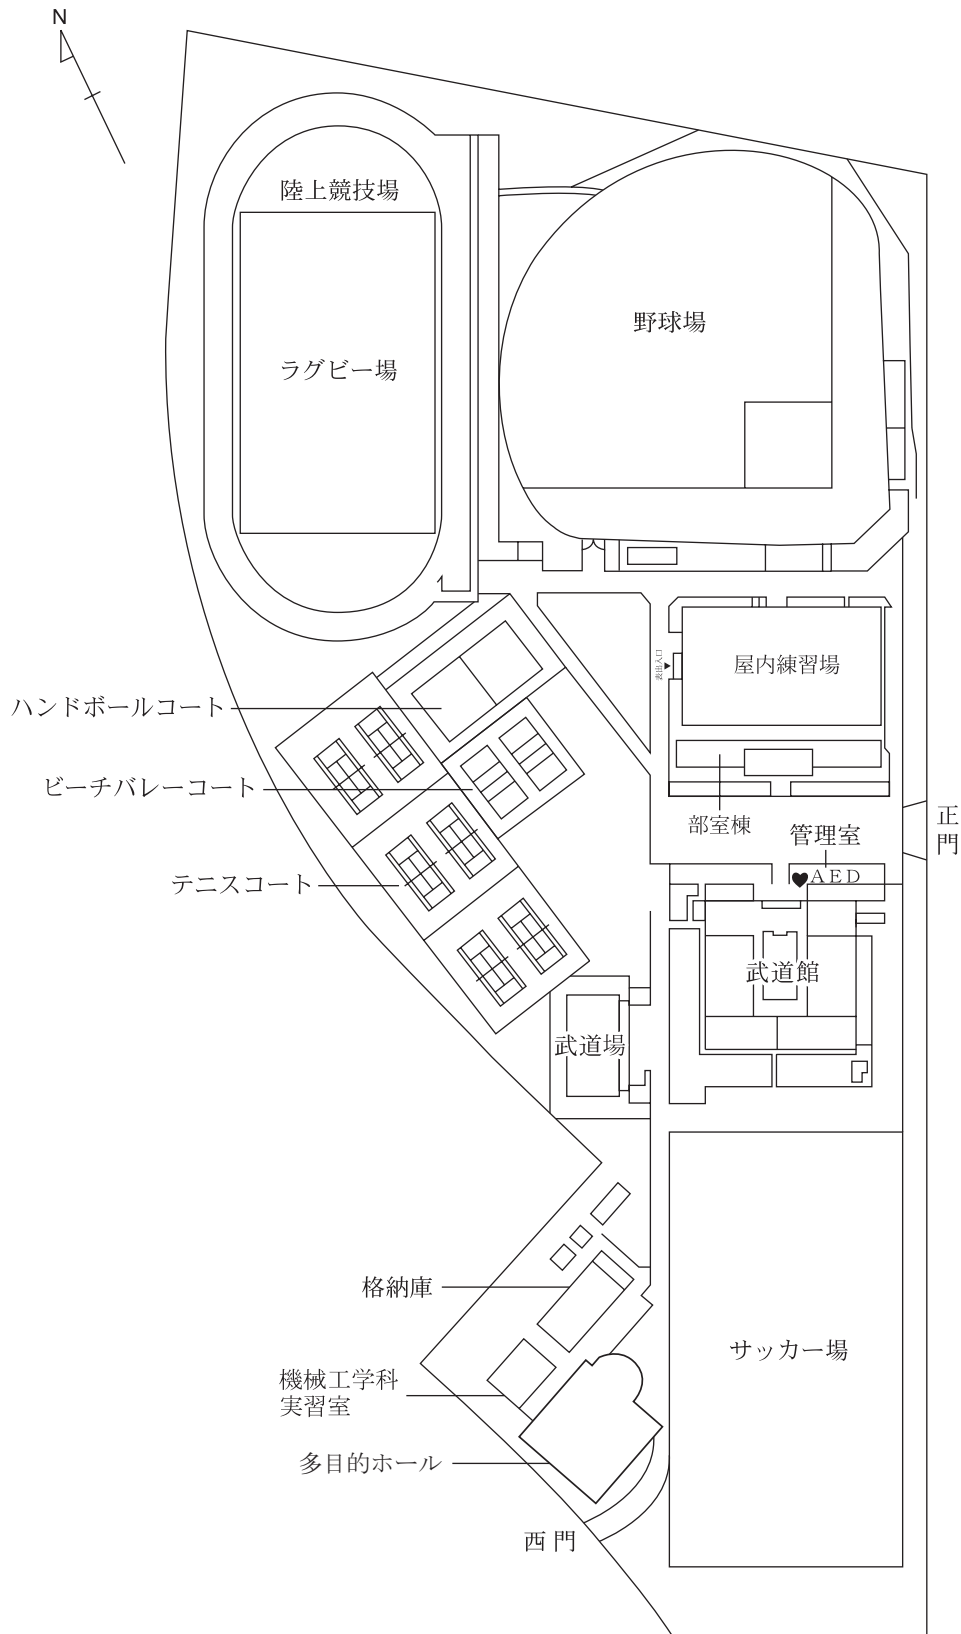 N
陸上競技場
野球場
ラグビー場
屋内練習場
表出入口
ハンドボールコート
ビーチバレーコート
部室棟
正門
管理室
AED
テニスコート
武道館
武道場
格納庫
サッカー場
機械工学科
実習室
多目的ホール
西門